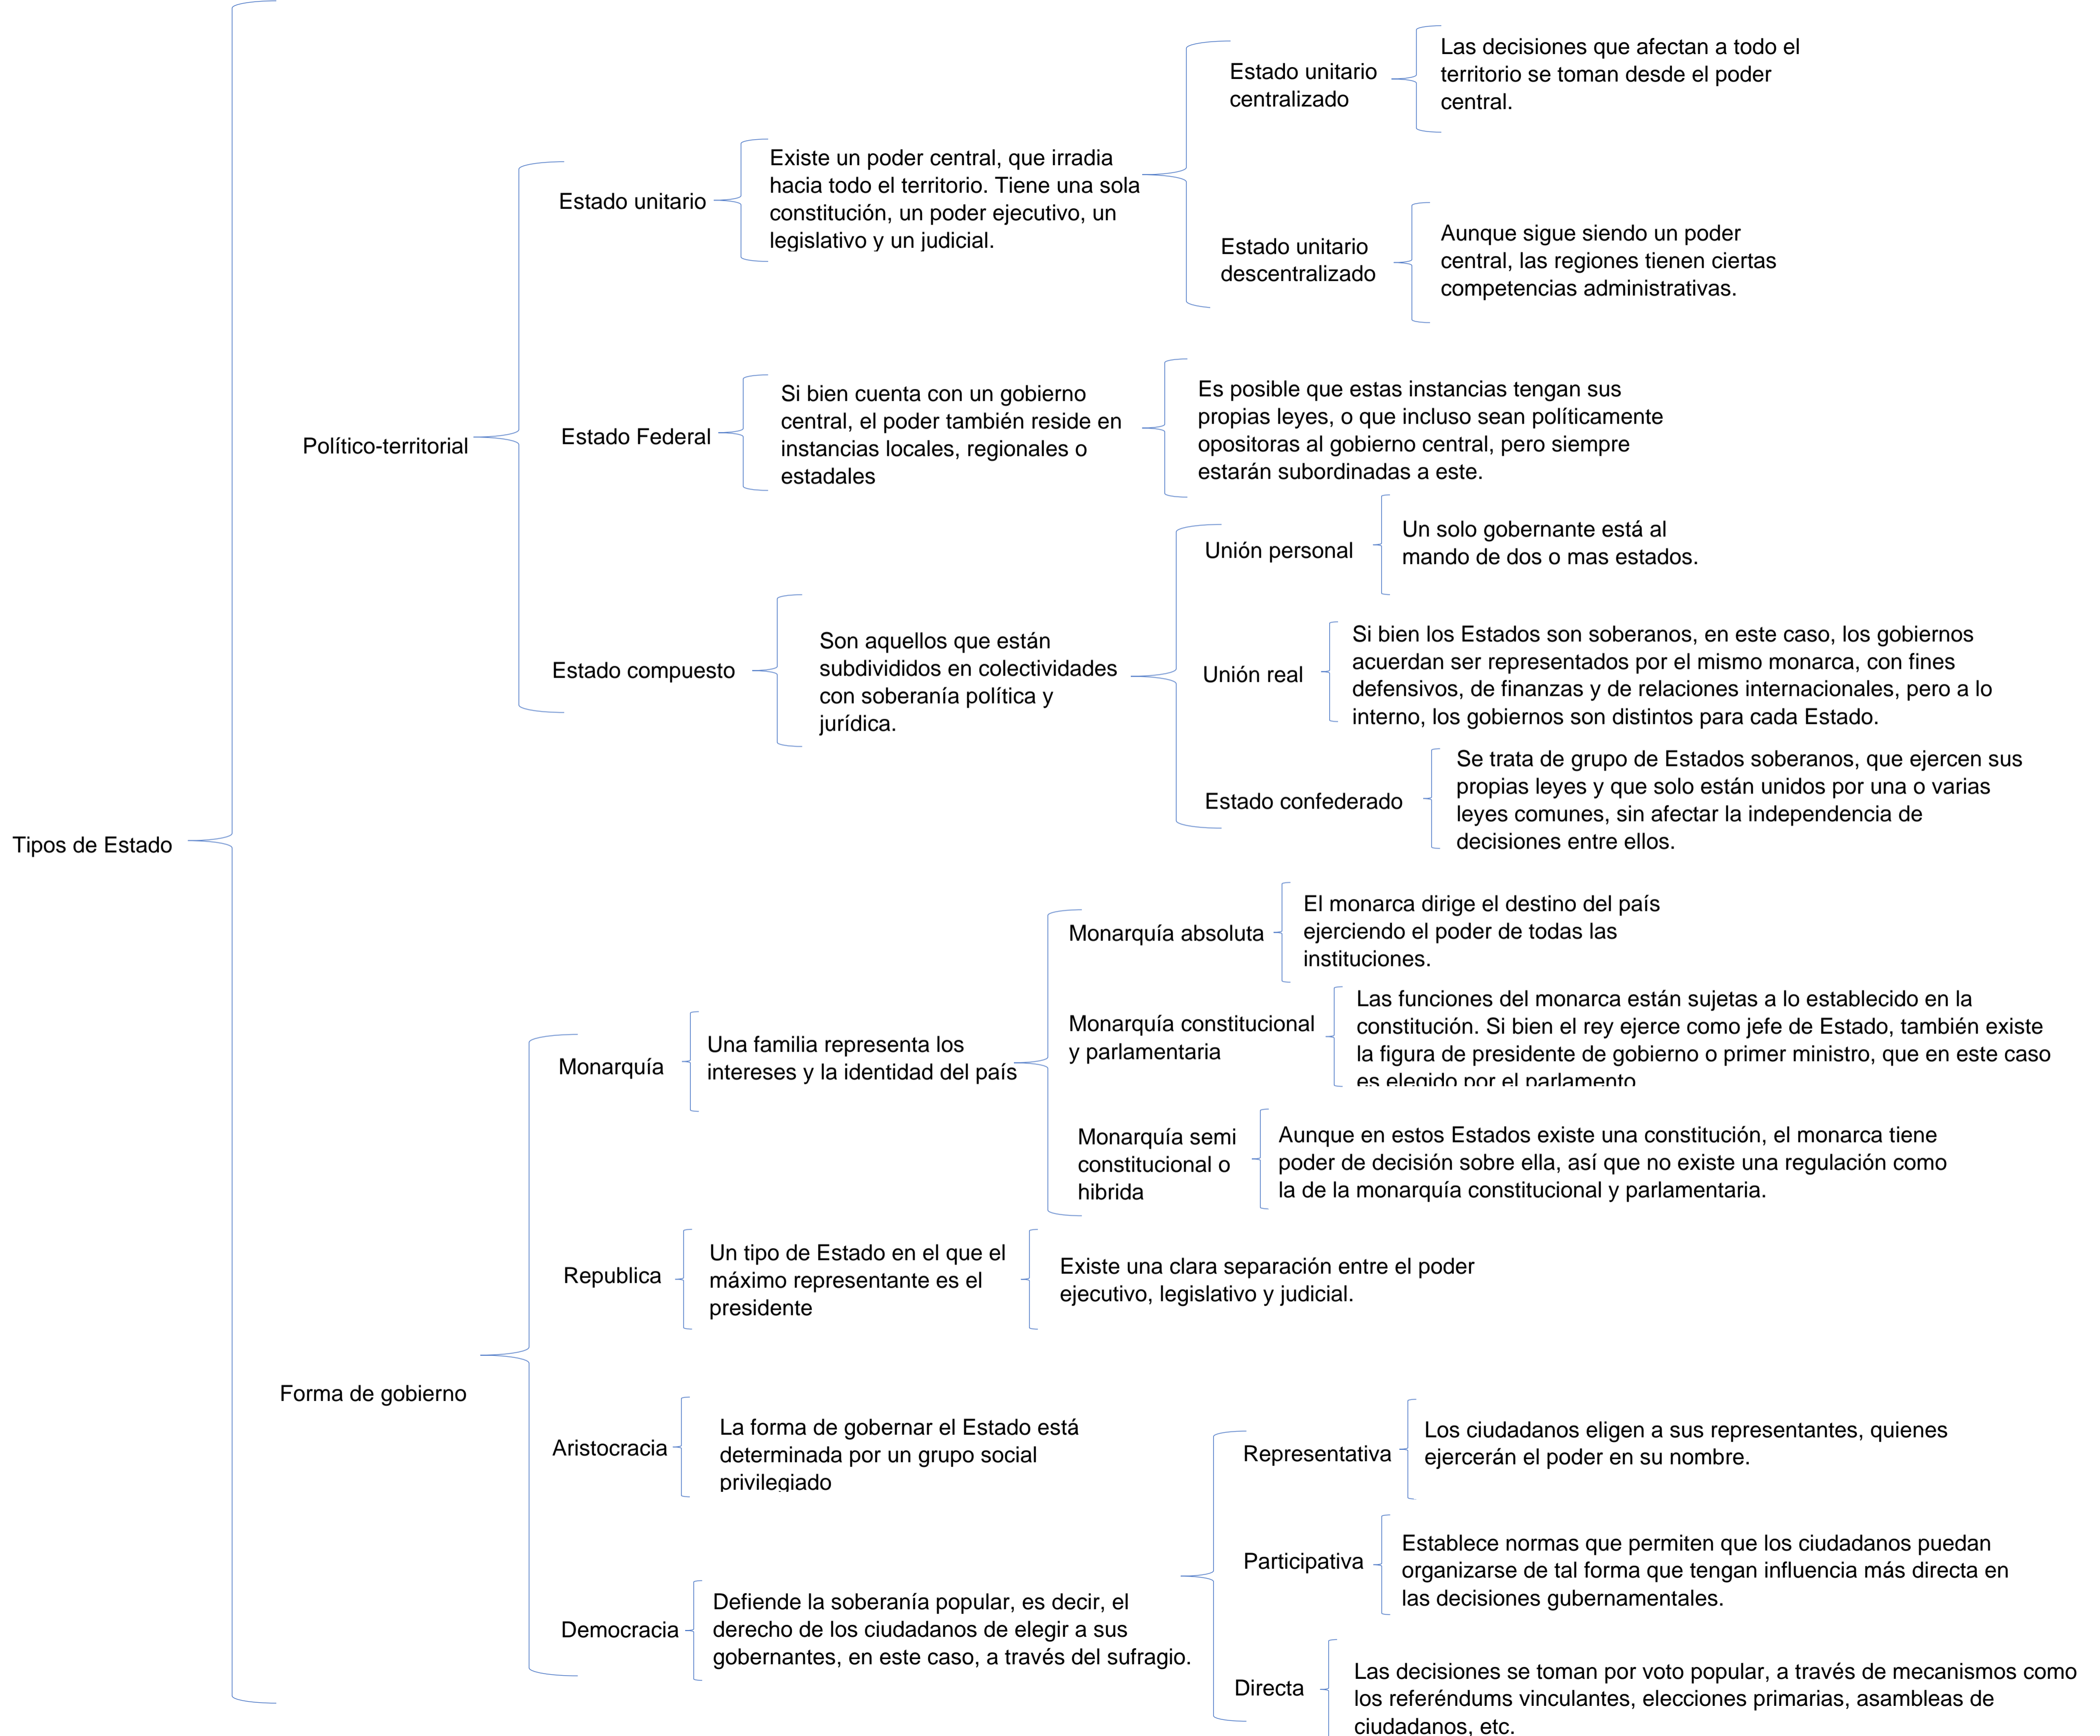 Tipos de Estado
Político-territorial
Estado unitario
Existe un poder central, que irradia
hacia todo el territorio. Tiene una sola
constitución, un poder ejecutivo, un
legislativo y un judicial.
Estado unitario
centralizado
Las decisiones que afectan a todo el
territorio se toman desde el poder
central.
Estado unitario
descentralizado
Aunque sigue siendo un poder
central, las regiones tienen ciertas
competencias administrativas.
Estado Federal
Si bien cuenta con un gobierno
central, el poder también reside en
instancias locales, regionales o
estadales
Es posible que estas instancias tengan sus
propias leyes, o que incluso sean políticamente
opositoras al gobierno central, pero siempre
estarán subordinadas a este.
Estado compuesto
Son aquellos que están
subdivididos en colectividades
con soberanía política y
jurídica.
Unión personal
Un solo gobernante está al
mando de dos o mas estados.
Unión real
Si bien los Estados son soberanos, en este caso, los gobiernos
acuerdan ser representados por el mismo monarca, con fines
defensivos, de finanzas y de relaciones internacionales, pero a lo
interno, los gobiernos son distintos para cada Estado.
Estado confederado
Se trata de grupo de Estados soberanos, que ejercen sus
propias leyes y que solo están unidos por una o varias
leyes comunes, sin afectar la independencia de
decisiones entre ellos.
Forma de gobierno
Monarquía
Una familia representa los
intereses y la identidad del país
Monarquía absoluta
El monarca dirige el destino del país
ejerciendo el poder de todas las
instituciones.
Monarquía constitucional
y parlamentaria
Las funciones del monarca están sujetas a lo establecido en la
constitución. Si bien el rey ejerce como jefe de Estado, también existe
la figura de presidente de gobierno o primer ministro, que en este caso
es elegido por el parlamento
Monarquía semi
constitucional o
hibrida
Aunque en estos Estados existe una constitución, el monarca tiene
poder de decisión sobre ella, así que no existe una regulación como
la de la monarquía constitucional y parlamentaria.
Republica
Un tipo de Estado en el que el
máximo representante es el
presidente
Existe una clara separación entre el poder
ejecutivo, legislativo y judicial.
Aristocracia
La forma de gobernar el Estado está
determinada por un grupo social
privilegiado
Democracia
Defiende la soberanía popular, es decir, el
derecho de los ciudadanos de elegir a sus
gobernantes, en este caso, a través del sufragio.
Representativa
Los ciudadanos eligen a sus representantes, quienes
ejercerán el poder en su nombre.
Participativa
Establece normas que permiten que los ciudadanos puedan
organizarse de tal forma que tengan influencia más directa en
las decisiones gubernamentales.
Directa
Las decisiones se toman por voto popular, a través de mecanismos como
los referéndums vinculantes, elecciones primarias, asambleas de
ciudadanos, etc.